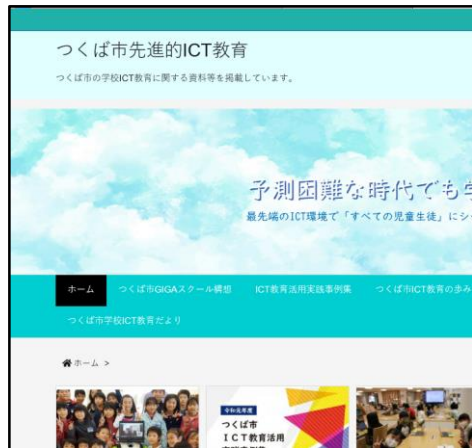 つくば市先進的ICT教育
つくば市の学校ICT教育に関する資料等を掲載しています。
予測困難な時代でも学
最先端のICT環境で「すべての児童生徒」にシ
ホーム つくば市GIGAスクール構想 ICT教育活用実践事例集 つくば市ICT教育の歩み
つくば市学校ICT教育だより
ホーム >
令和元年度
つくば市
ICT教育活用
実践事例集